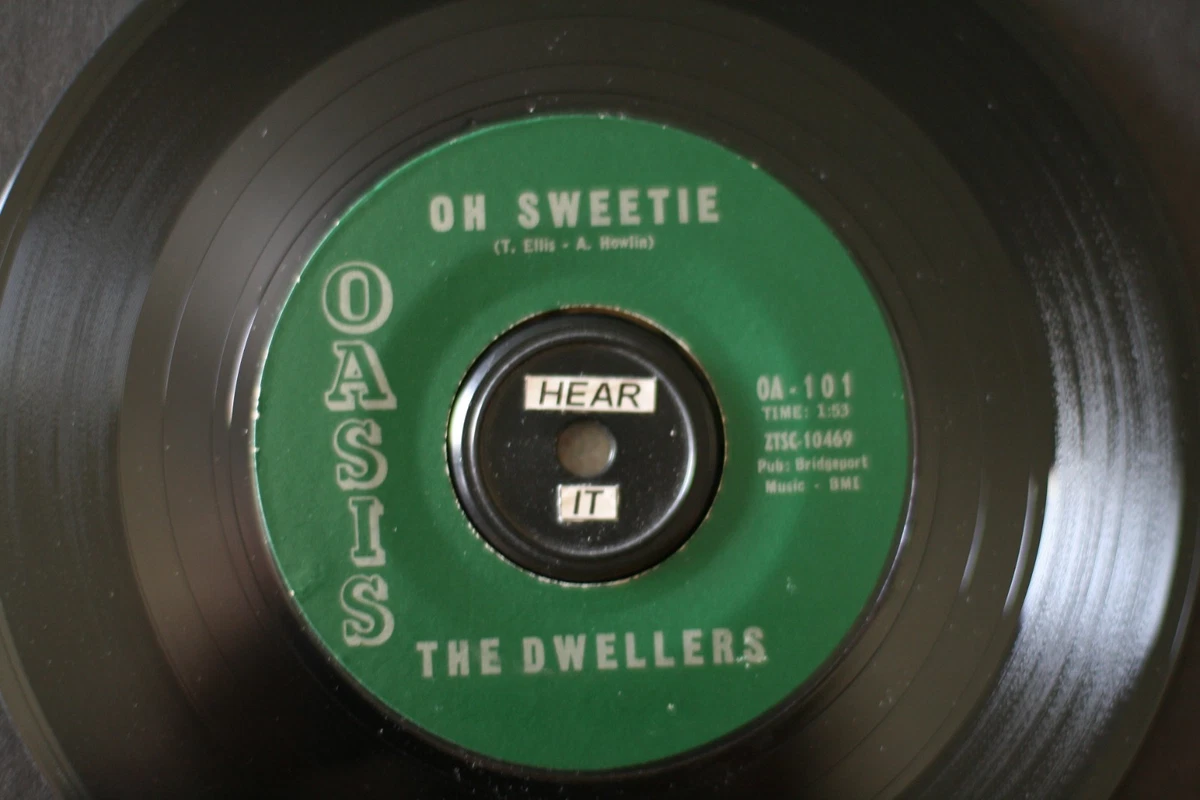 OH SWEETIE
(T. Ellis - A. Howlin)
OASIS
HEAR
IT
OA-101
TIME: 1:53
ZTSC-10469
Pub: Bridgeport
Music - BMI
THE DWELLERS